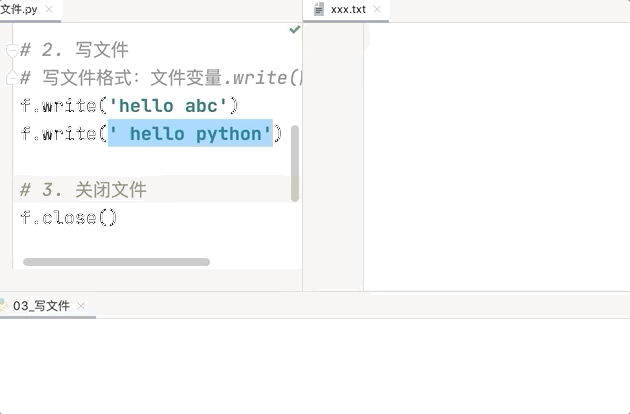 文件.py
xxx.txt
# 2. 写文件
# 写文件格式：文件变量.write(
f.write('hello abc')
f.write(' hello python')
# 3. 关闭文件
f.close()
03_写文件